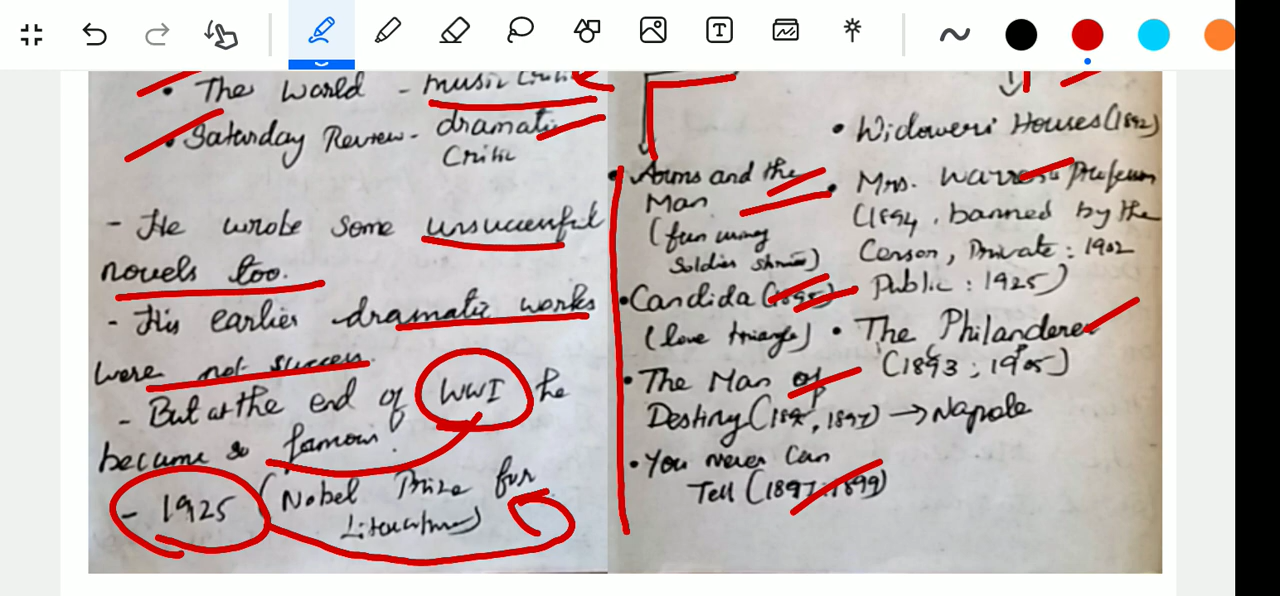 • The World - music Critic
• Saturday Review - dramatic
Critic
- He wrote some unsuccessful
novels too.
- His earlier dramatic works
were not success.
- But at the end of WWI he
became so famous.
- 1925 (Nobel Prize for
Literature)
• Arms and the
Man
(fun using
Soldier
• Candida (1895)
(love triangle)
• The Man of
Destiny (1897) → Napole
• You never Can
Tell (1897:1899)
• Widowers' Houses (1892)
• Mrs. Warren's Profession
(1894, banned by the
Censor, Private: 1902
Public: 1925)
• The Philanderer
(1893; 1905)
T